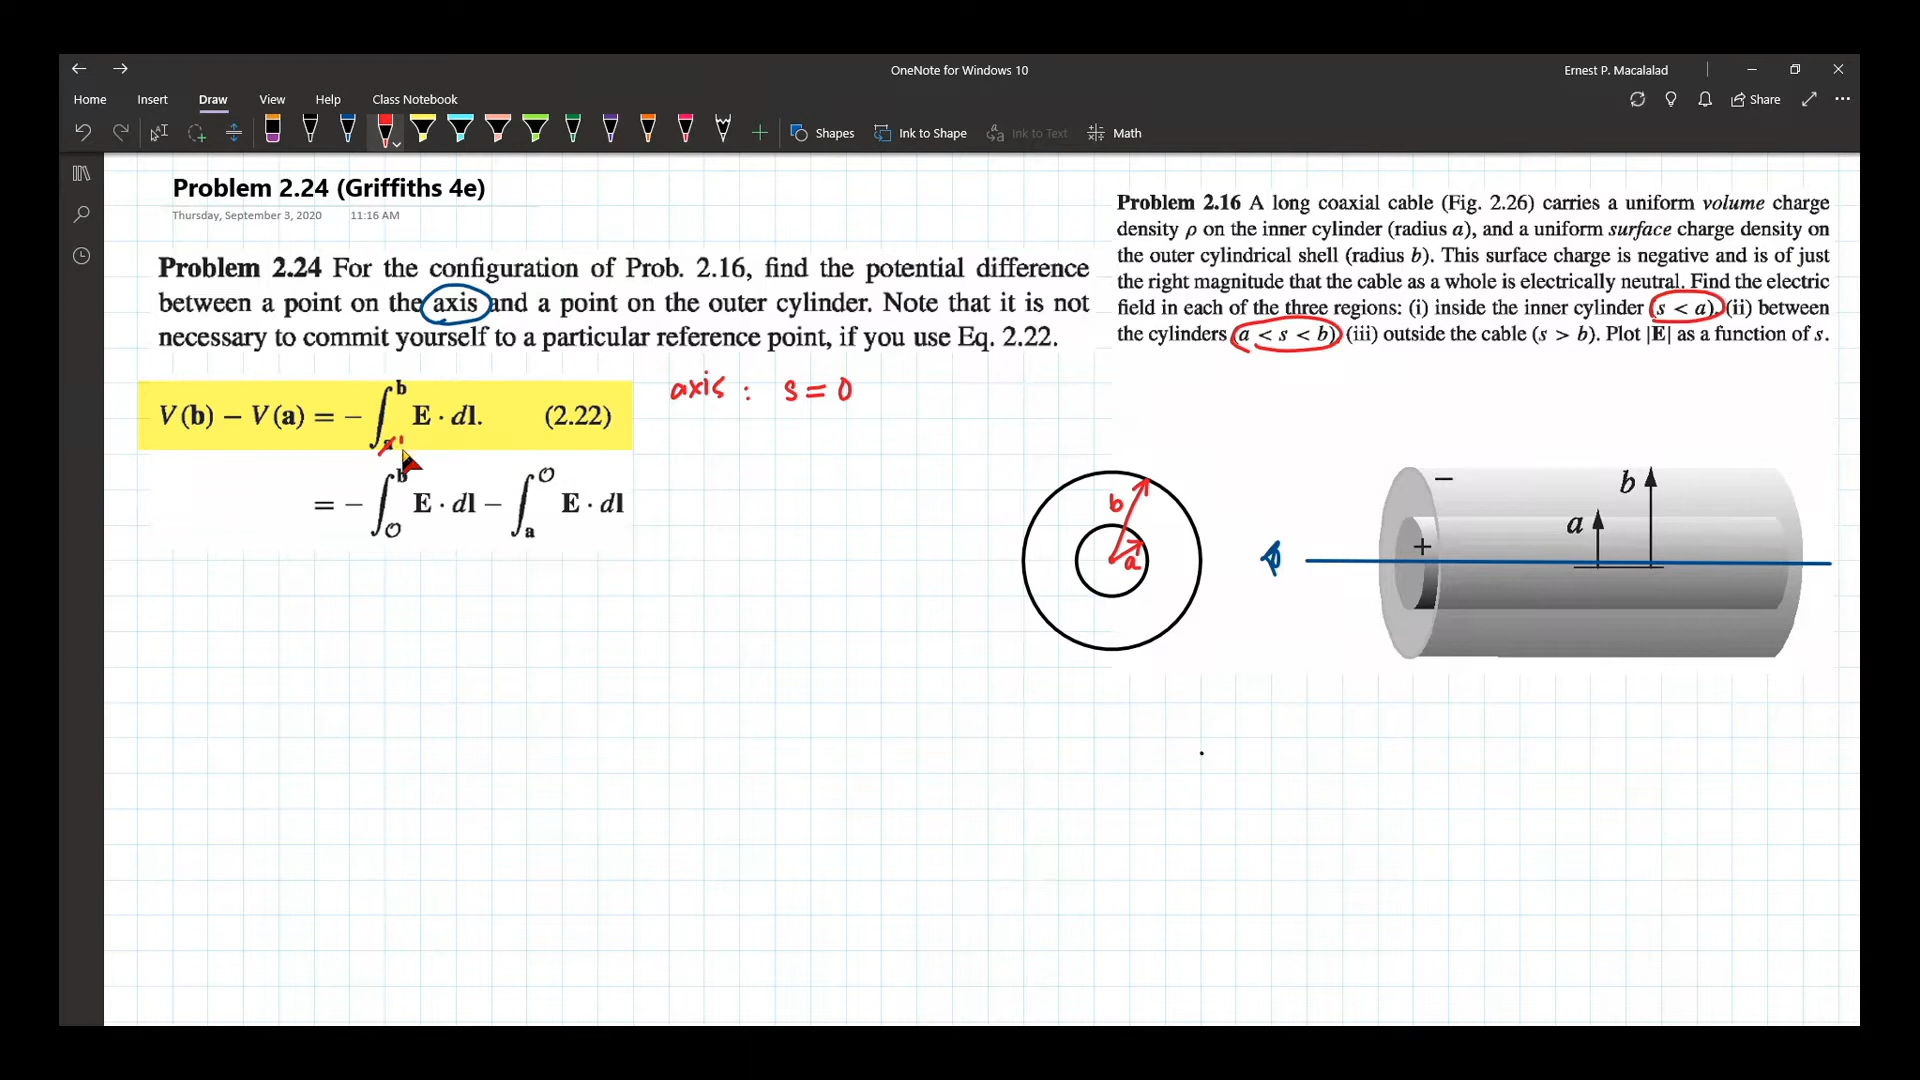 OneNote for Windows 10
Ernest P. Macalalad
Home Insert Draw View Help Class Notebook
Share
Shapes Ink to Shape Ink to Text Math
Problem 2.24 (Griffiths 4e)
Thursday, September 3, 2020 11:16 AM
Problem 2.24 For the configuration of Prob. 2.16, find the potential difference
between a point on the axis and a point on the outer cylinder. Note that it is not
necessary to commit yourself to a particular reference point, if you use Eq. 2.22.
V(b) − V(a) = − ∫ₐᵇ E · dl. (2.22)
= − ∫_𝒪^b E · dl − ∫_a^𝒪 E · dl
axis : s = 0
Problem 2.16 A long coaxial cable (Fig. 2.26) carries a uniform volume charge
density ρ on the inner cylinder (radius a), and a uniform surface charge density on
the outer cylindrical shell (radius b). This surface charge is negative and is of just
the right magnitude that the cable as a whole is electrically neutral. Find the electric
field in each of the three regions: (i) inside the inner cylinder (s < a), (ii) between
the cylinders (a < s < b), (iii) outside the cable (s > b). Plot |E| as a function of s.
b
a
−
+
a
b